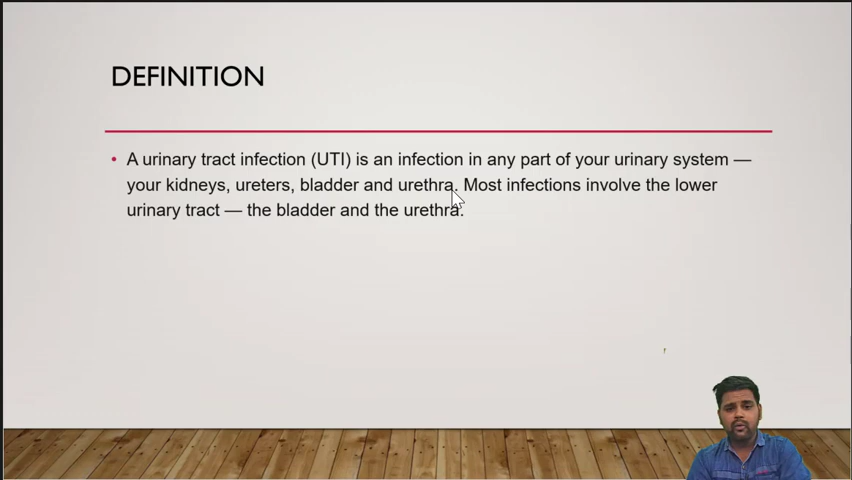 DEFINITION
• A urinary tract infection (UTI) is an infection in any part of your urinary system —
your kidneys, ureters, bladder and urethra. Most infections involve the lower
urinary tract — the bladder and the urethra.